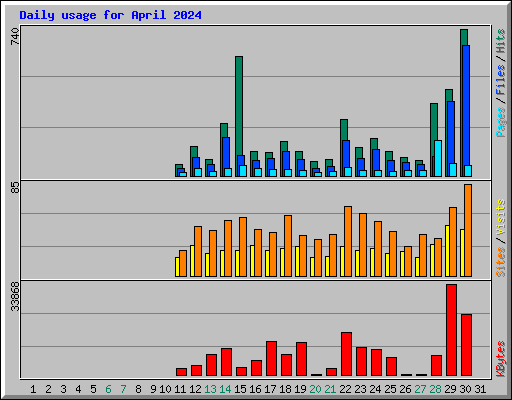 Daily usage for April 2024
740
Pages / Files / Hits
85
Sites / Visits
33868
KBytes
1 2 3 4 5 6 7 8 9 10 11 12 13 14 15 16 17 18 19 20 21 22 23 24 25 26 27 28 29 30 31